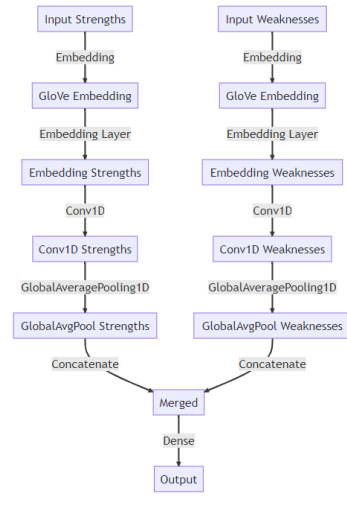 Input Strengths
Input Weaknesses
Embedding
Embedding
GloVe Embedding
GloVe Embedding
Embedding Layer
Embedding Layer
Embedding Strengths
Embedding Weaknesses
Conv1D
Conv1D
Conv1D Strengths
Conv1D Weaknesses
GlobalAveragePooling1D
GlobalAveragePooling1D
GlobalAvgPool Strengths
GlobalAvgPool Weaknesses
Concatenate
Concatenate
Merged
Dense
Output